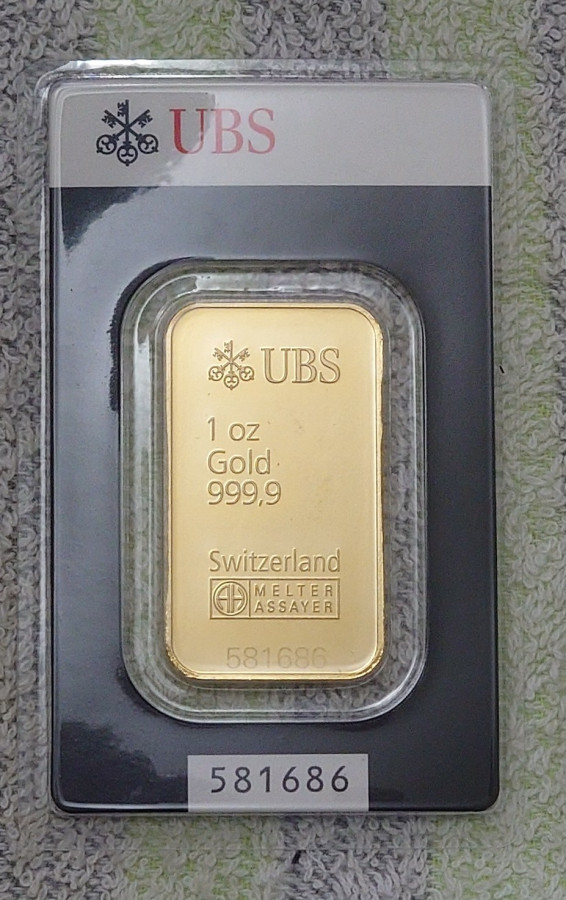 UBS
UBS
1 oz
Gold
999,9
Switzerland
MELTER
ASSAYER
581686
581686